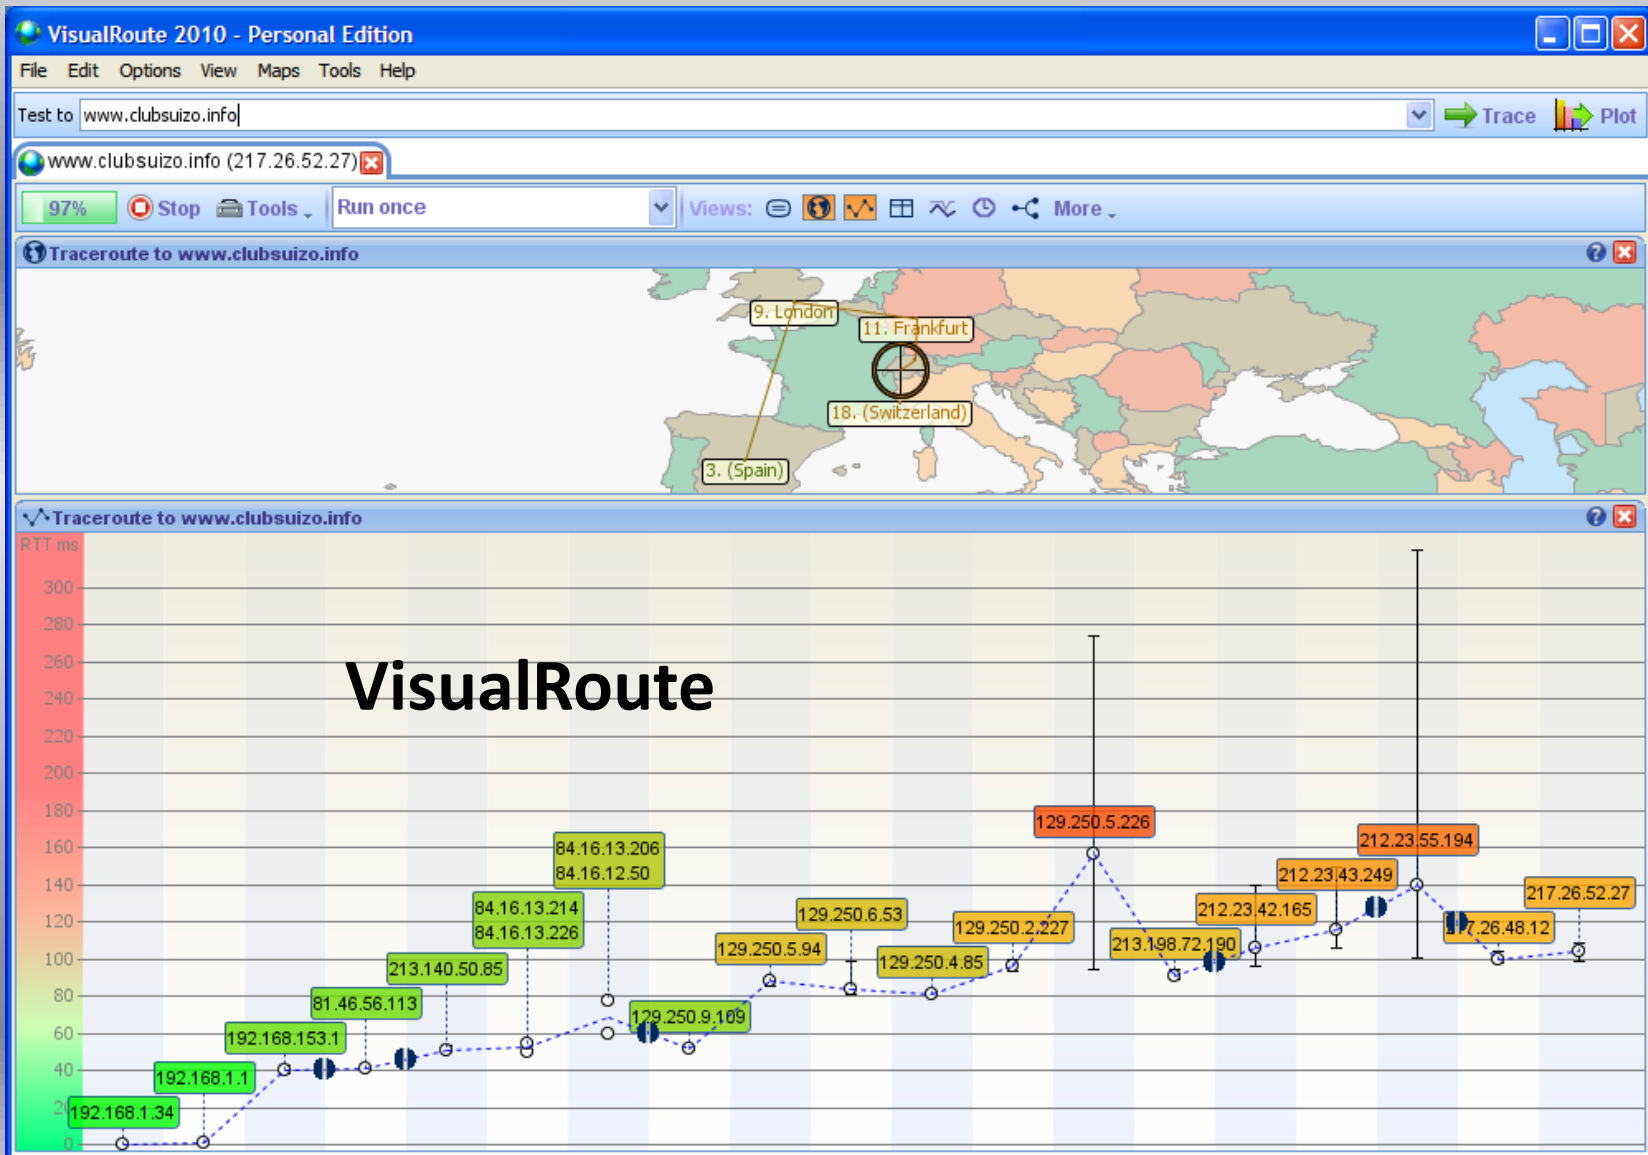 VisualRoute 2010 - Personal Edition
File Edit Options View Maps Tools Help
Test to www.clubsuizo.info Trace Plot
www.clubsuizo.info (217.26.52.27)
97% Stop Tools Run once Views: More
Traceroute to www.clubsuizo.info
9. London
11. Frankfurt
18. (Switzerland)
3. (Spain)
Traceroute to www.clubsuizo.info
RTT ms
300
280
260
240
220
200
180
160
140
120
100
80
60
40
20
0
VisualRoute
192.168.1.34
192.168.1.1
192.168.153.1
81.46.56.113
213.140.50.85
84.16.13.214
84.16.13.226
84.16.13.206
84.16.12.50
129.250.9.109
129.250.5.94
129.250.6.53
129.250.4.85
129.250.2.227
129.250.5.226
213.198.72.190
212.23.42.165
212.23.43.249
212.23.55.194
217.26.48.12
217.26.52.27